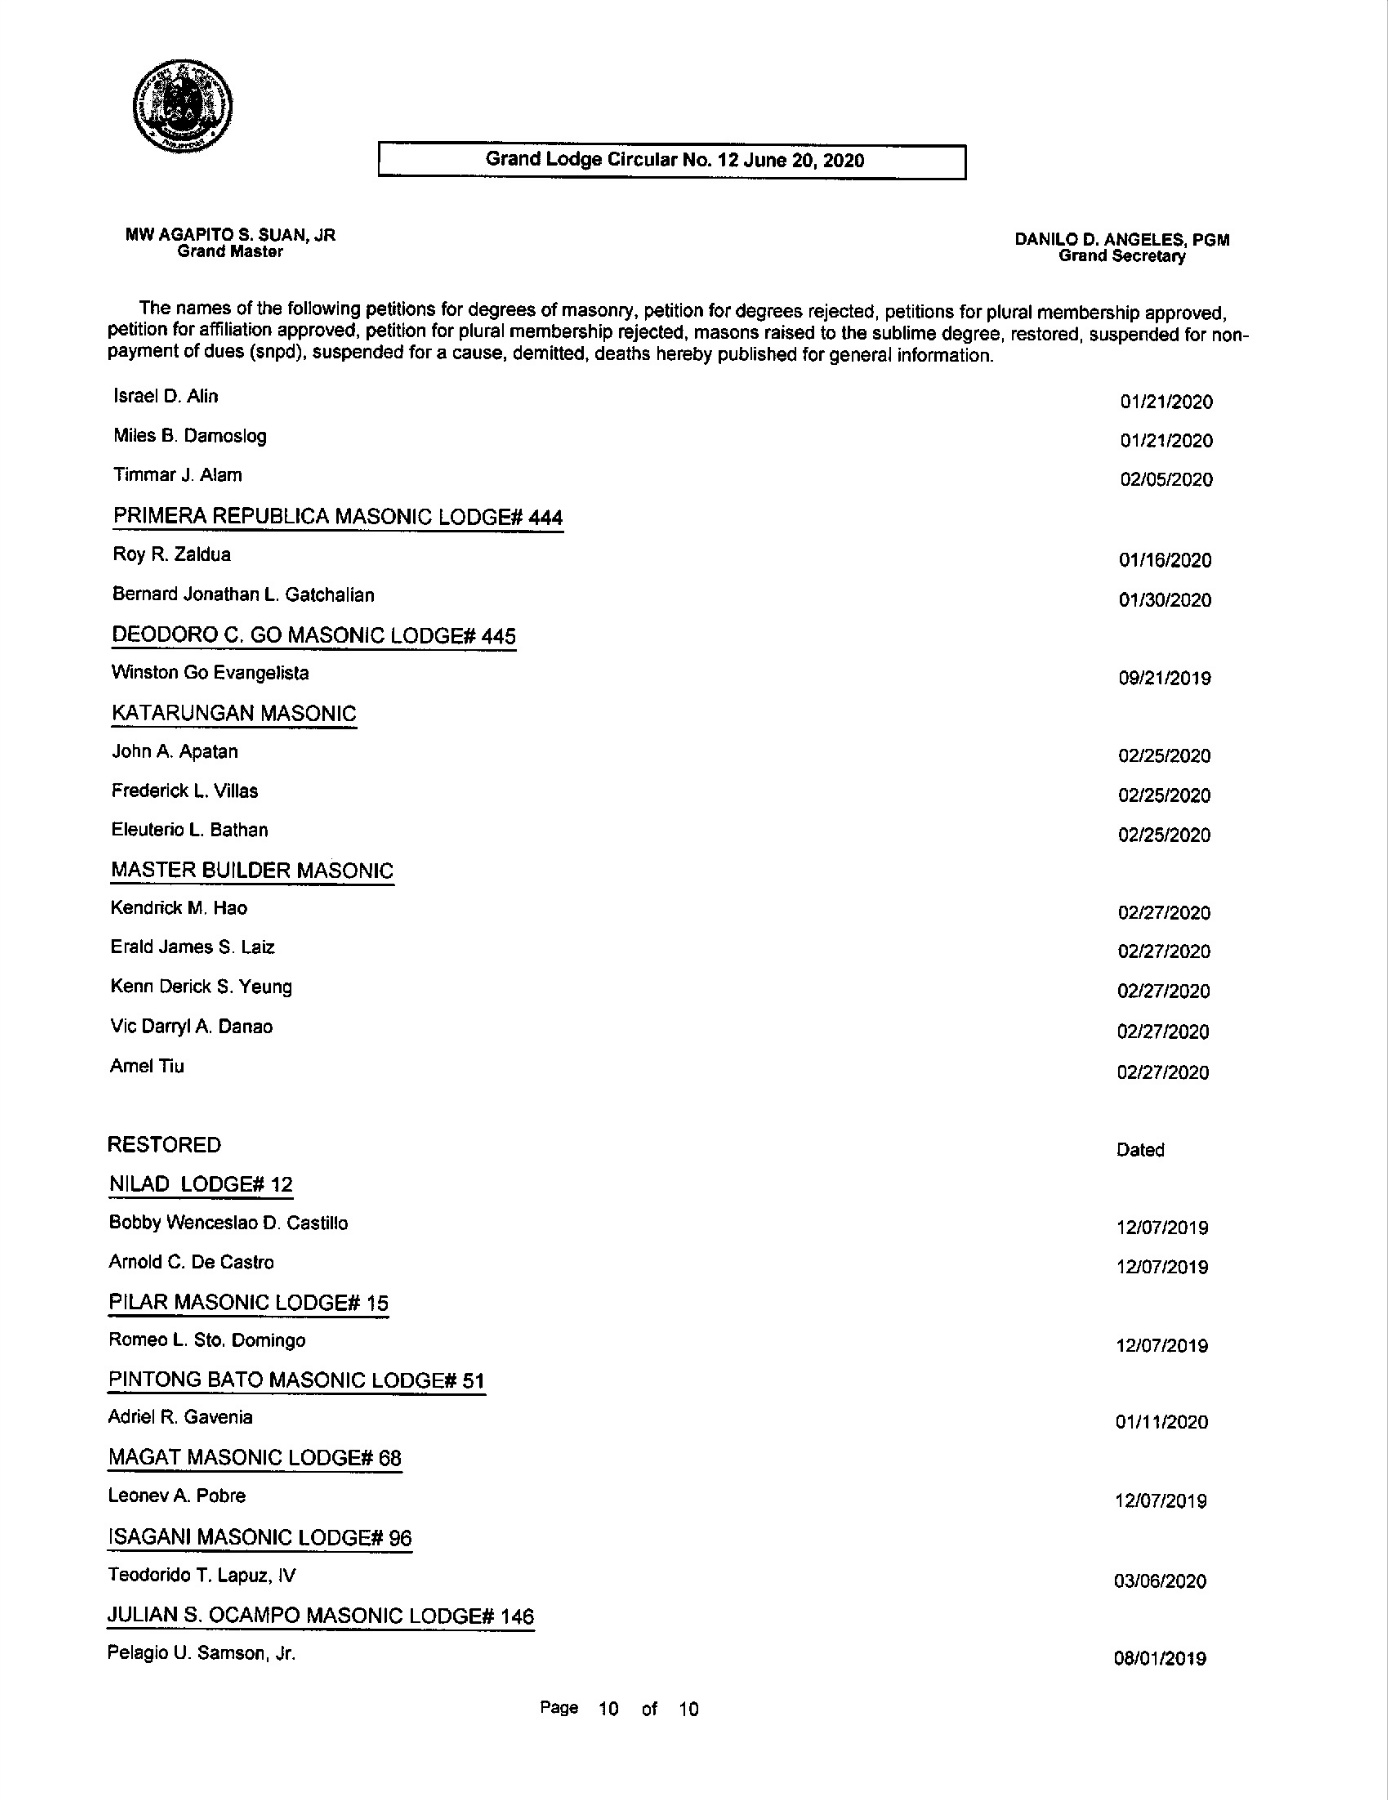 Grand Lodge Circular No. 12 June 20, 2020
MW AGAPITO S. SUAN, JR
Grand Master
DANILO D. ANGELES, PGM
Grand Secretary
The names of the following petitions for degrees of masonry, petition for degrees rejected, petitions for plural membership approved,
petition for affiliation approved, petition for plural membership rejected, masons raised to the sublime degree, restored, suspended for non-
payment of dues (snpd), suspended for a cause, demitted, deaths hereby published for general information.
Israel D. Alin 01/21/2020
Miles B. Damoslog 01/21/2020
Timmar J. Alam 02/05/2020
PRIMERA REPUBLICA MASONIC LODGE# 444
Roy R. Zaldua 01/16/2020
Bernard Jonathan L. Gatchalian 01/30/2020
DEODORO C. GO MASONIC LODGE# 445
Winston Go Evangelista 09/21/2019
KATARUNGAN MASONIC
John A. Apatan 02/25/2020
Frederick L. Villas 02/25/2020
Eleuterio L. Bathan 02/25/2020
MASTER BUILDER MASONIC
Kendrick M. Hao 02/27/2020
Erald James S. Laiz 02/27/2020
Kenn Derick S. Yeung 02/27/2020
Vic Darryl A. Danao 02/27/2020
Amel Tiu 02/27/2020
RESTORED Dated
NILAD LODGE# 12
Bobby Wenceslao D. Castillo 12/07/2019
Arnold C. De Castro 12/07/2019
PILAR MASONIC LODGE# 15
Romeo L. Sto. Domingo 12/07/2019
PINTONG BATO MASONIC LODGE# 51
Adriel R. Gavenia 01/11/2020
MAGAT MASONIC LODGE# 68
Leonev A. Pobre 12/07/2019
ISAGANI MASONIC LODGE# 96
Teodorido T. Lapuz, IV 03/06/2020
JULIAN S. OCAMPO MASONIC LODGE# 146
Pelagio U. Samson, Jr. 08/01/2019
Page 10 of 10